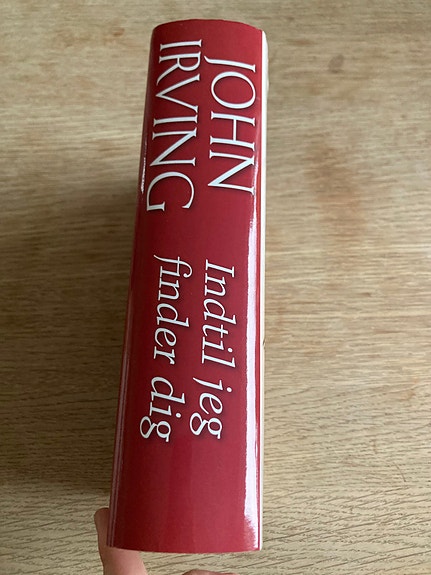 JOHN
IRVING
Indtil jeg
finder dig